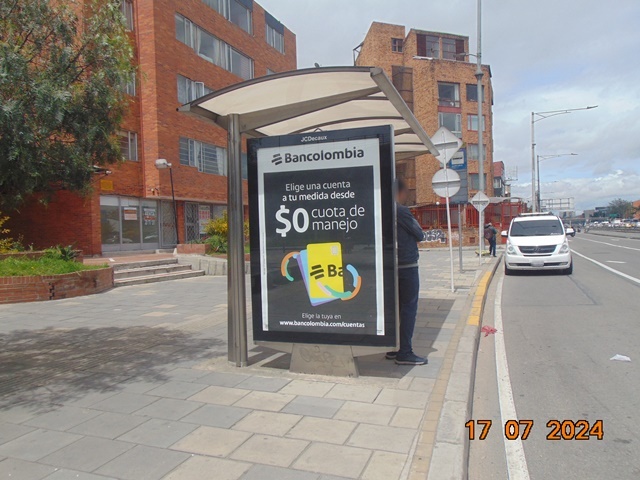 JCDecaux
Bancolombia
Elige una cuenta
a tu medida desde
$0 cuota de
manejo
Ba
Elige la tuya en
www.bancolombia.com/cuentas
17 07 2024